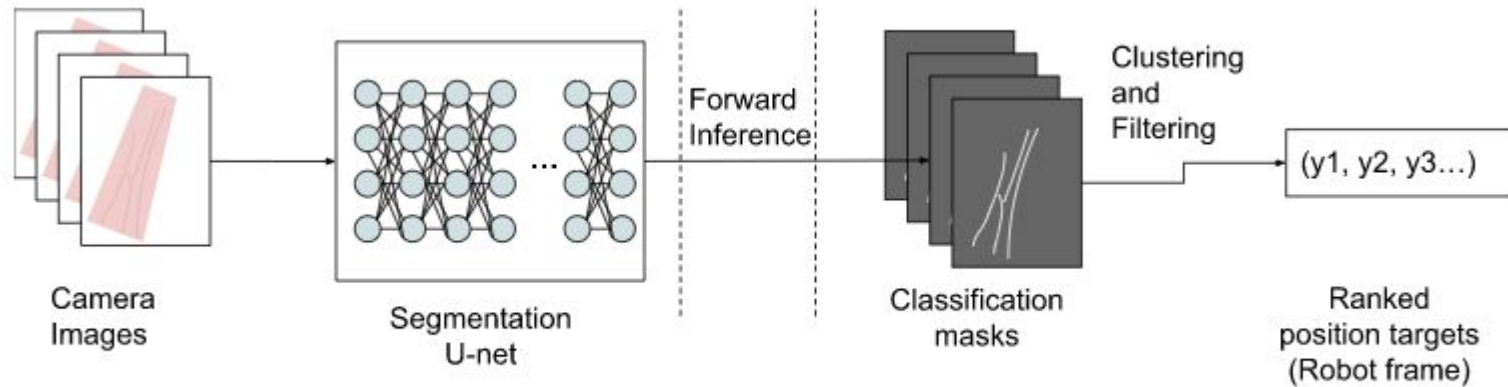 Camera
Images
Segmentation
U-net
...
Forward
Inference
Classification
masks
Clustering
and
Filtering
(y1, y2, y3...)
Ranked
position targets
(Robot frame)